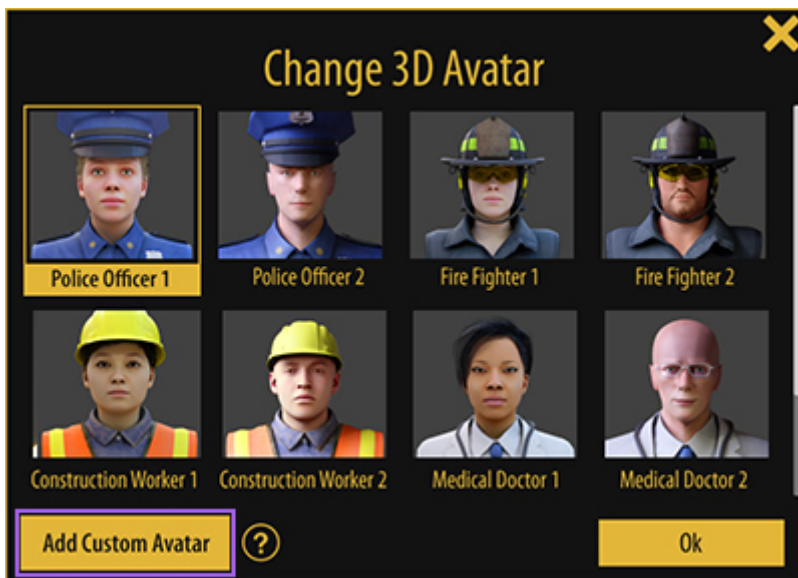 Change 3D Avatar
Police Officer 1
Police Officer 2
Fire Fighter 1
Fire Fighter 2
Construction Worker 1
Construction Worker 2
Medical Doctor 1
Medical Doctor 2
Add Custom Avatar
?
Ok